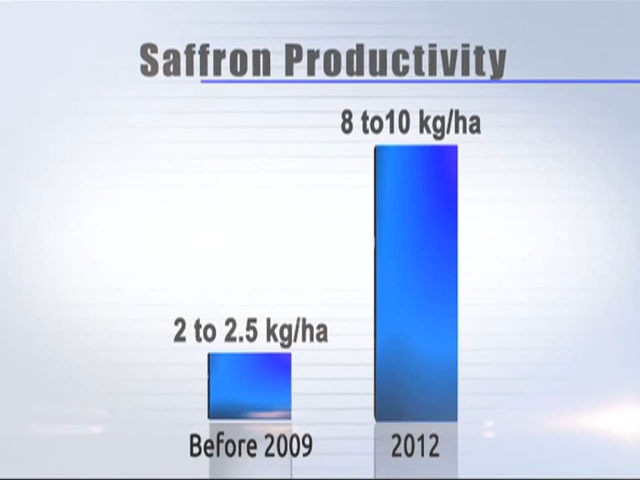 Saffron Productivity
8 to10 kg/ha
2 to 2.5 kg/ha
Before 2009
2012